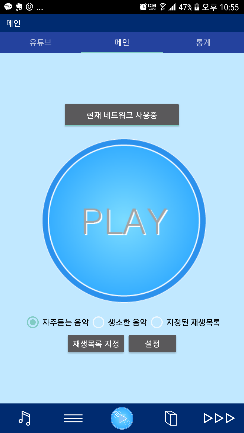 47% 오후 10:55
메인
유튜브 메인 통계
현재 네트워크 사용중
PLAY
자주듣는 음악 생소한 음악 지정된 재생목록
재생목록 지정 설정